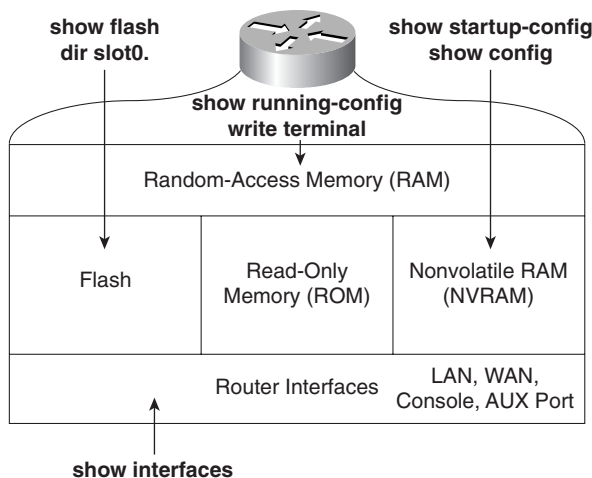 show flash
dir slot0.
show startup-config
show config
show running-config
write terminal
Random-Access Memory (RAM)
Flash
Read-Only
Memory (ROM)
Nonvolatile RAM
(NVRAM)
Router Interfaces
LAN, WAN,
Console, AUX Port
show interfaces